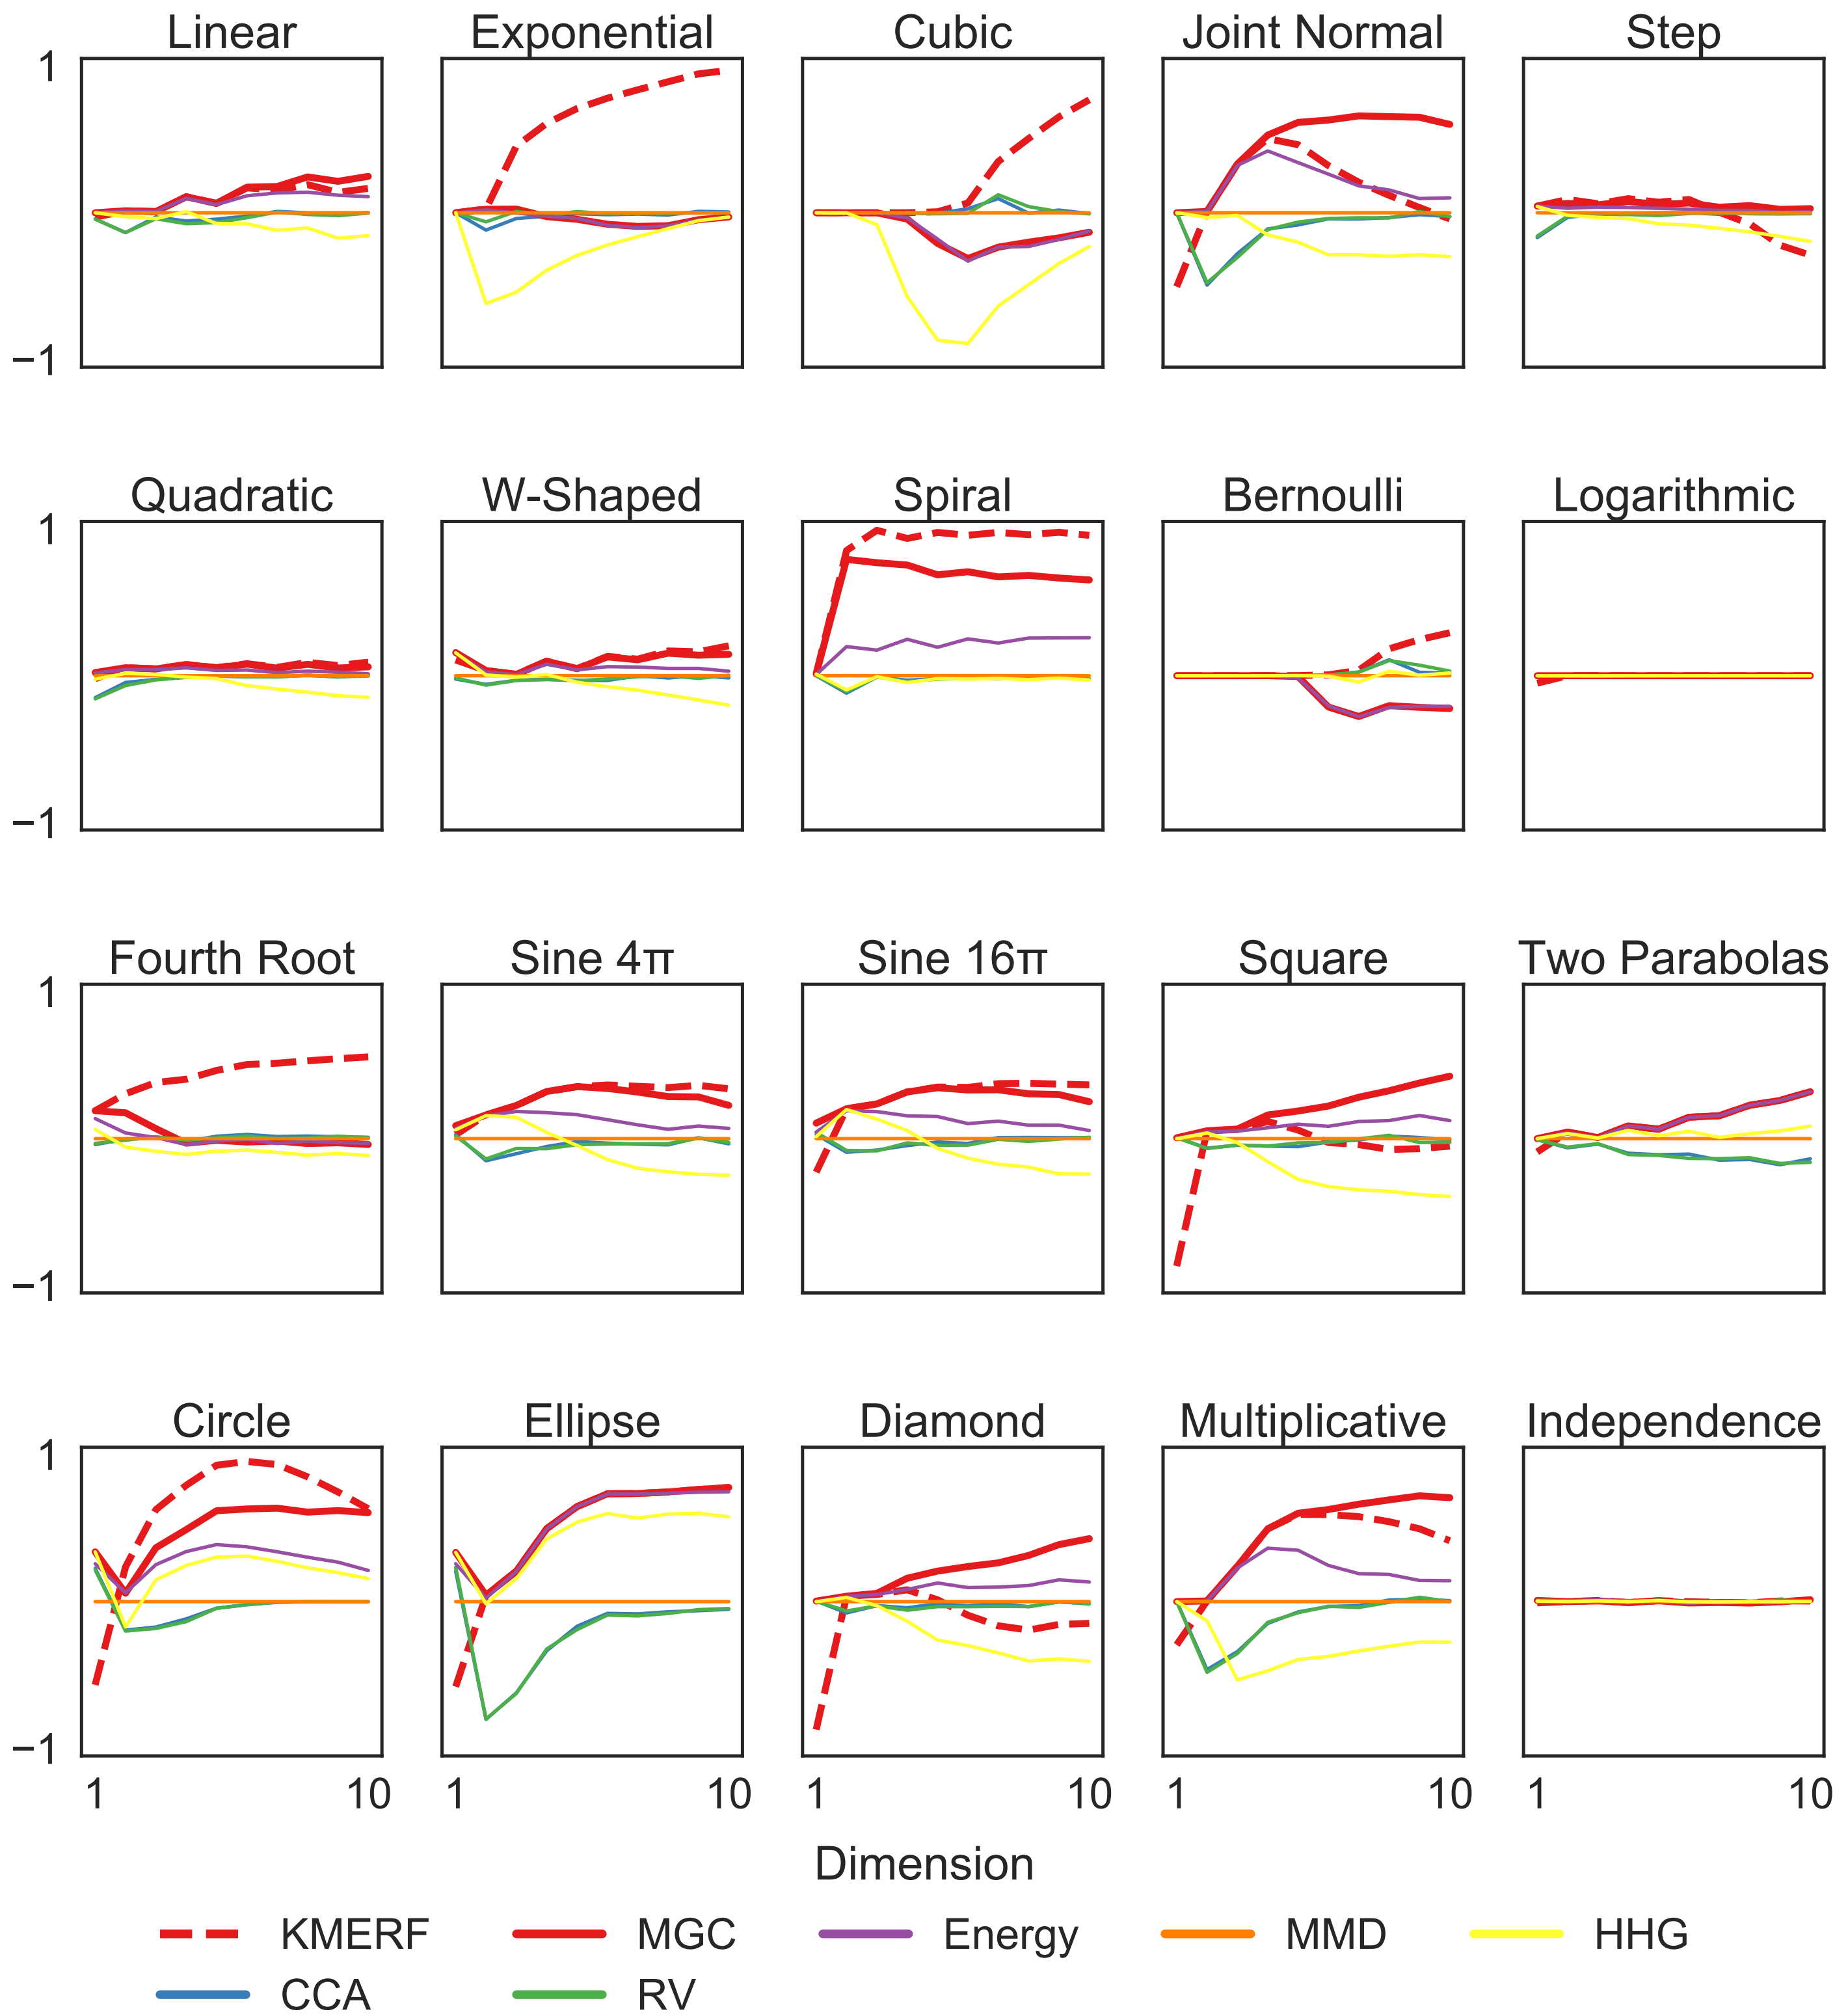 Linear Exponential Cubic Joint Normal Step
1
−1
Quadratic W-Shaped Spiral Bernoulli Logarithmic
1
−1
Fourth Root Sine 4π Sine 16π Square Two Parabolas
1
−1
Circle Ellipse Diamond Multiplicative Independence
1
−1
1 10 1 10 1 10 1 10 1 10
Dimension
KMERF MGC Energy MMD HHG
CCA RV